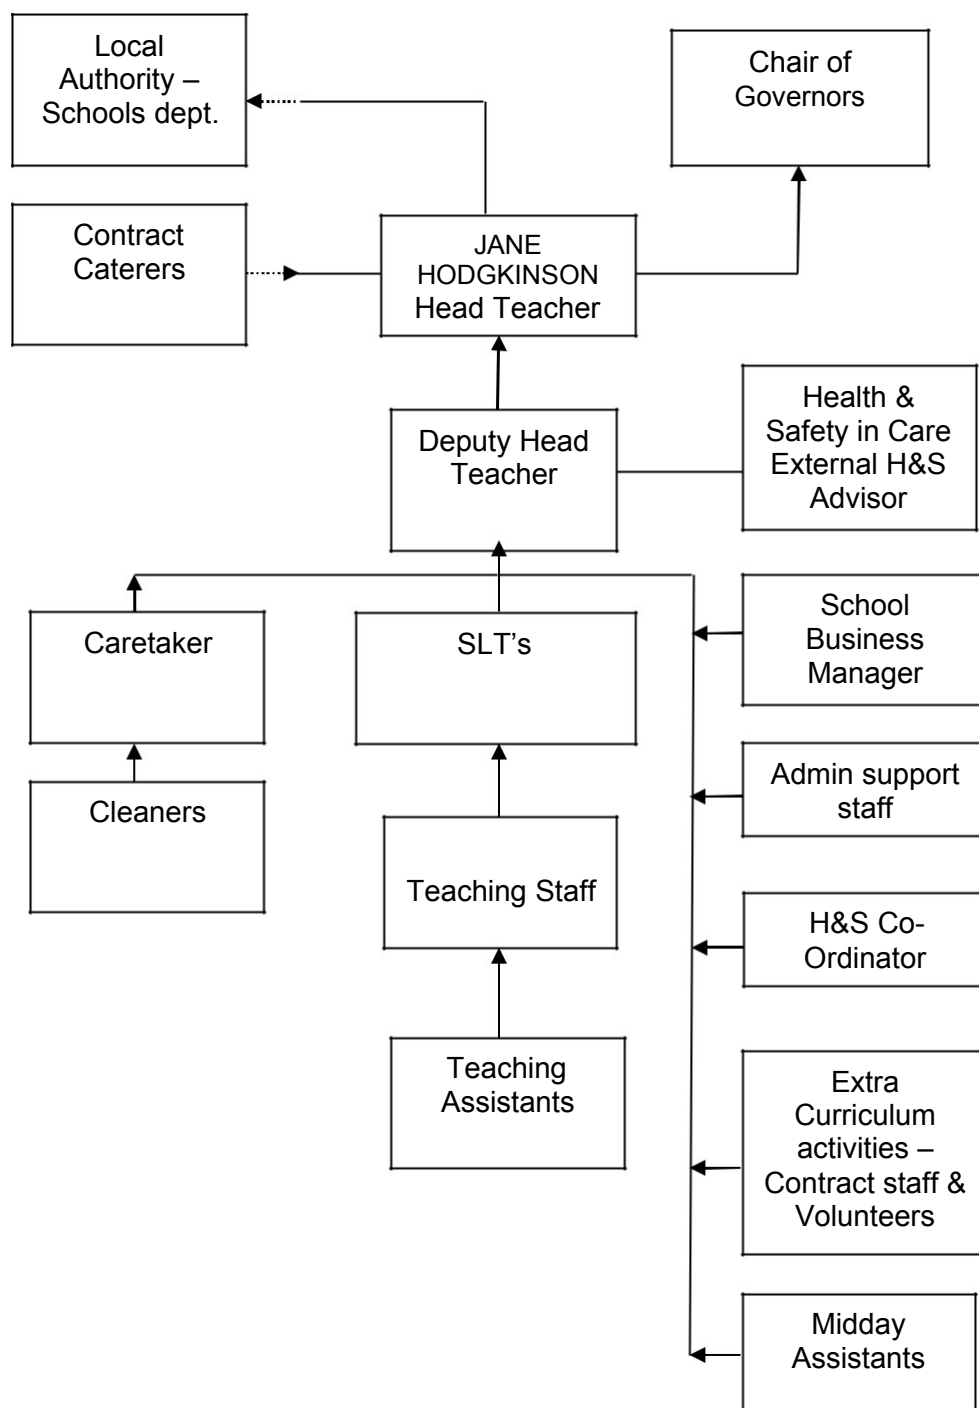 Local
Authority –
Schools dept.
Chair of
Governors
Contract
Caterers
JANE
HODGKINSON
Head Teacher
Deputy Head
Teacher
Health &
Safety in Care
External H&S
Advisor
Caretaker
SLT's
School
Business
Manager
Cleaners
Admin support
staff
Teaching Staff
H&S Co-
Ordinator
Teaching
Assistants
Extra
Curriculum
activities –
Contract staff &
Volunteers
Midday
Assistants